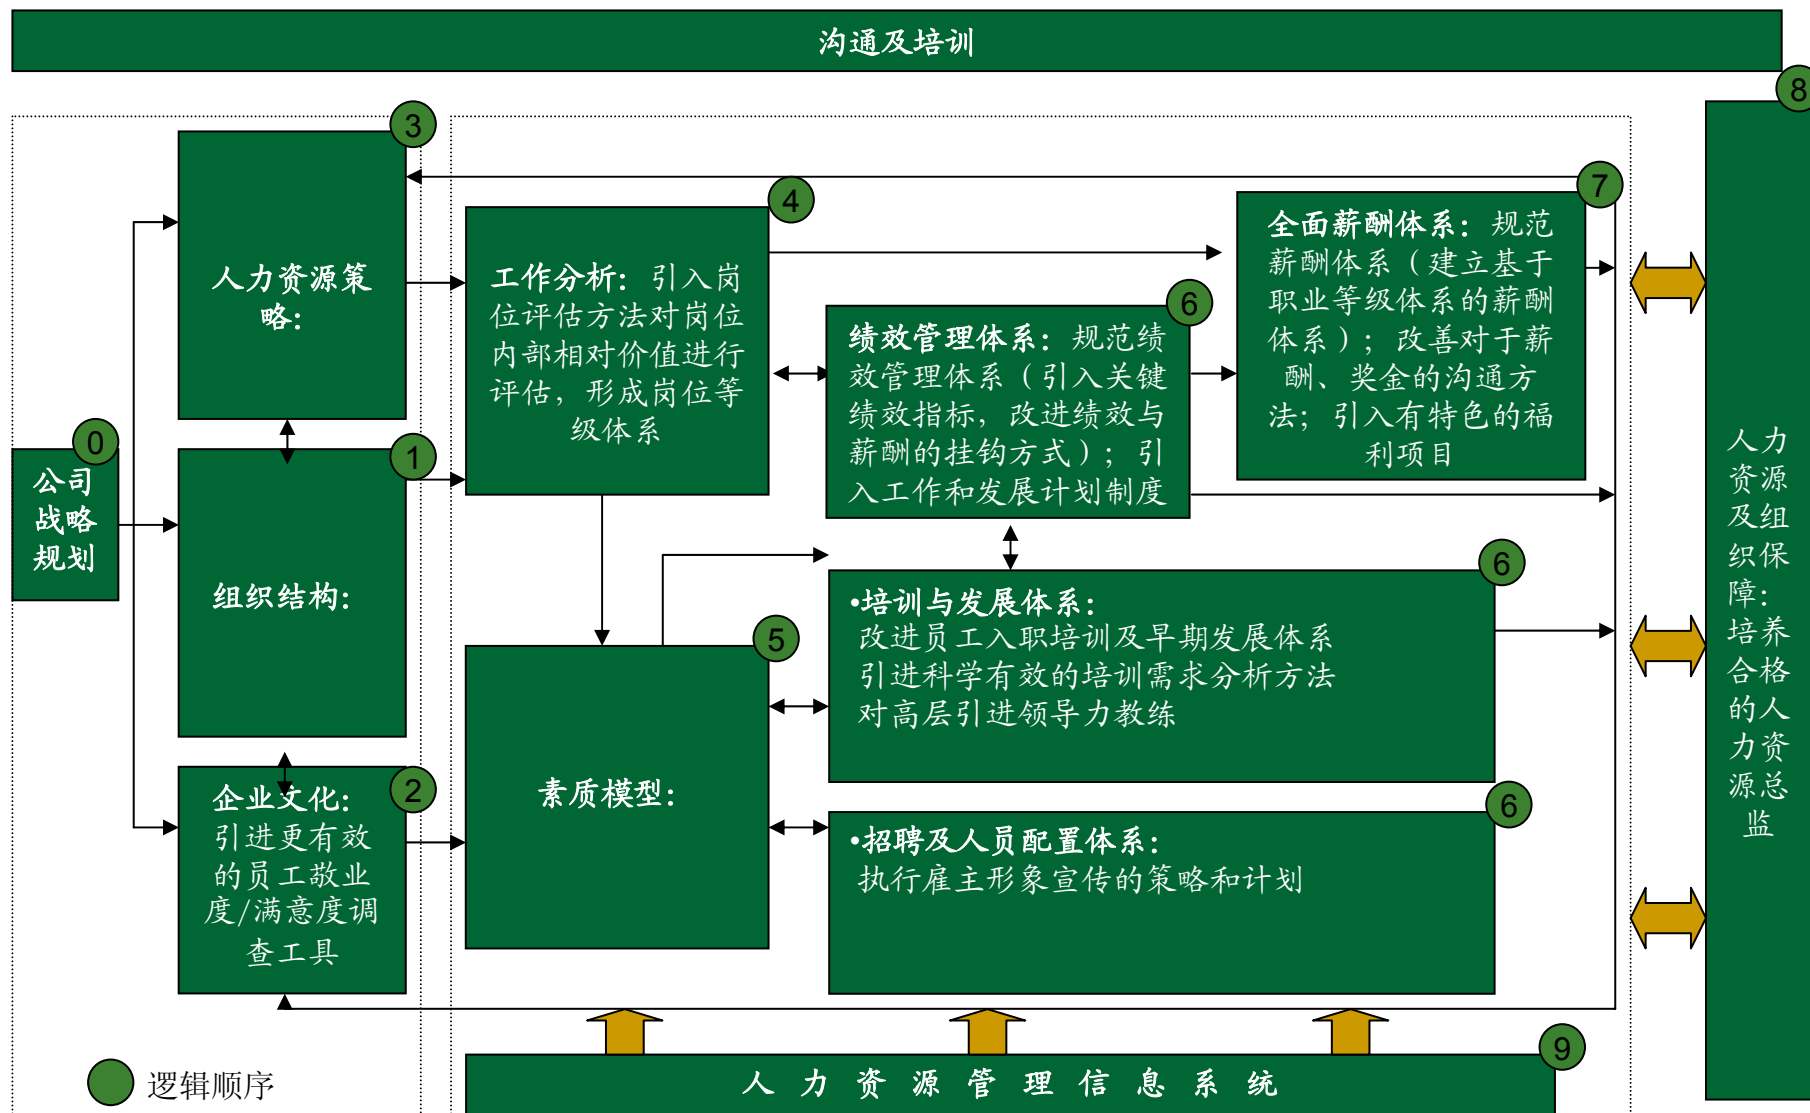 沟通及培训
8
3
人力资源策
略：
4
工作分析：引入岗
位评估方法对岗位
内部相对价值进行
评估，形成岗位等
级体系
7
全面薪酬体系：规范
薪酬体系（建立基于
职业等级体系的薪酬
体系）；改善对于薪
酬、奖金的沟通方
法；引入有特色的福
利项目
6
绩效管理体系：规范绩
效管理体系（引入关键
绩效指标，改进绩效与
薪酬的挂钩方式）；引
入工作和发展计划制度
0
公司
战略
规划
1
组织结构：
人力
资源
及组
织保
障：
培养
合格
的人
力资
源总
监
6
•培训与发展体系：
改进员工入职培训及早期发展体系
引进科学有效的培训需求分析方法
对高层引进领导力教练
5
素质模型：
2
企业文化：
引进更有效
的员工敬业
度/满意度调
查工具
6
•招聘及人员配置体系：
执行雇主形象宣传的策略和计划
9
人力资源管理信息系统
逻辑顺序